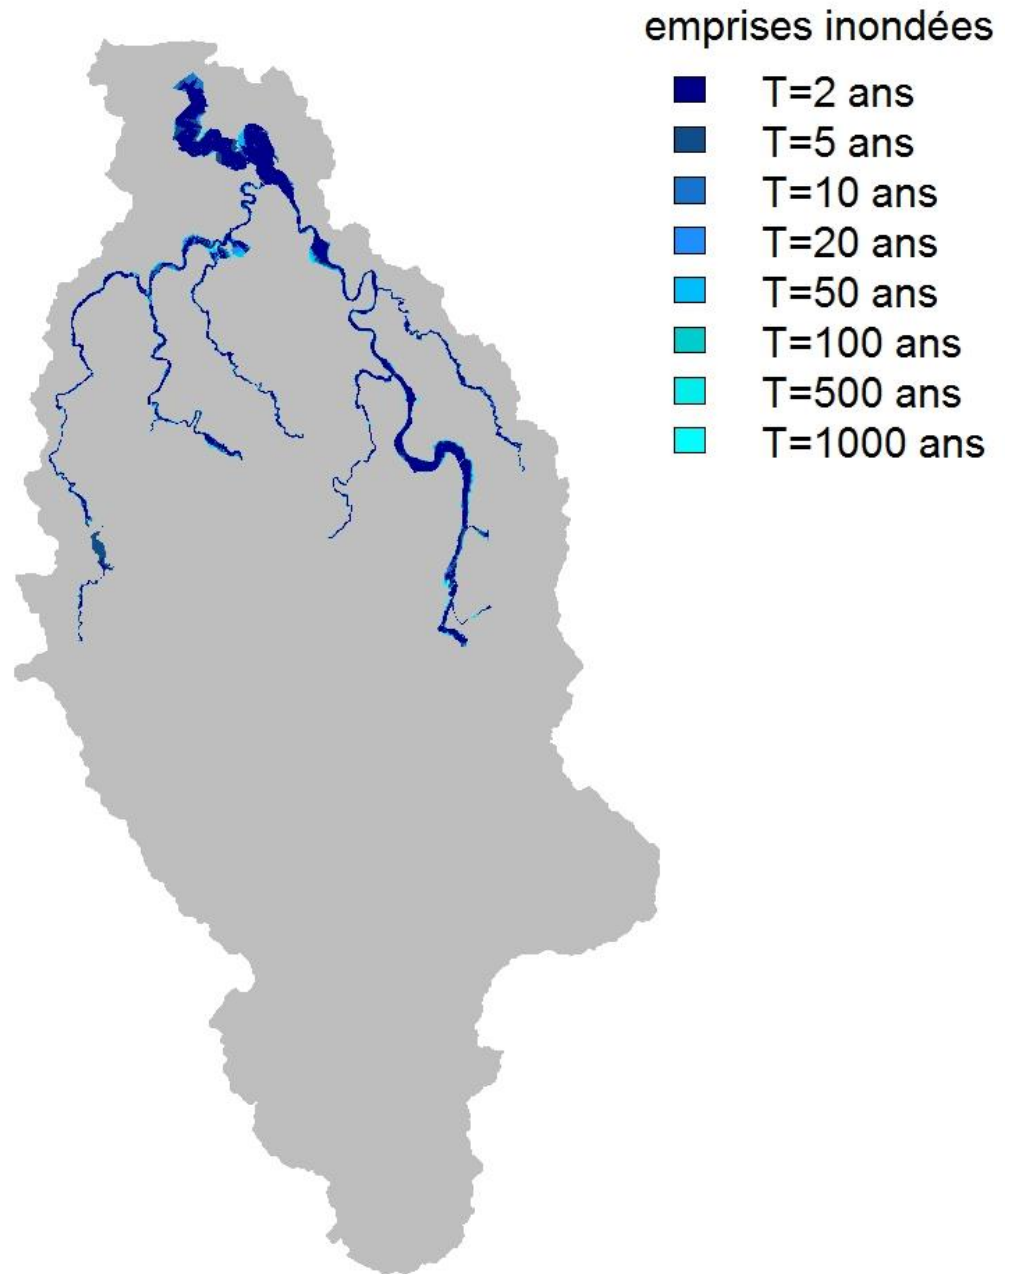 emprises inondées
T=2 ans
T=5 ans
T=10 ans
T=20 ans
T=50 ans
T=100 ans
T=500 ans
T=1000 ans